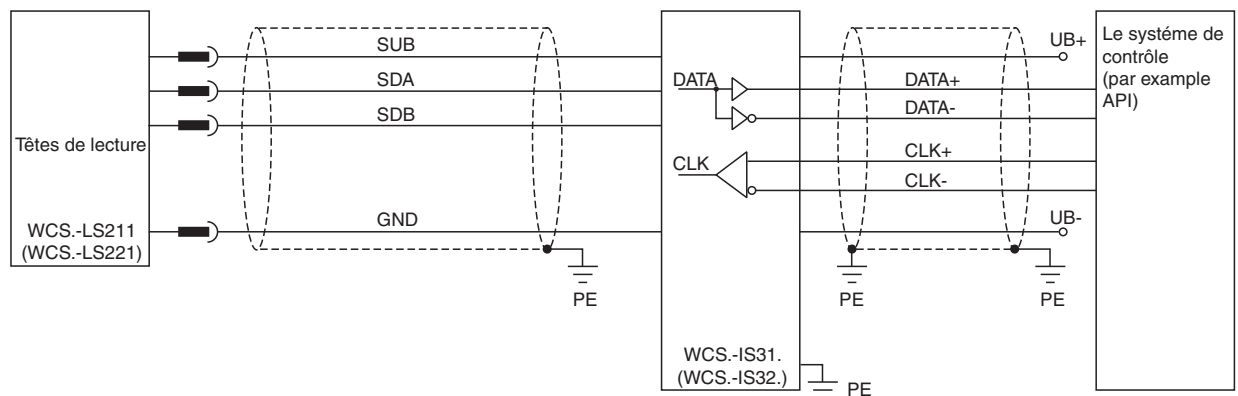 SUB
SDA
SDB
GND
Têtes de lecture
WCS.-LS211
(WCS.-LS221)
PE
DATA
CLK
WCS.-IS31.
(WCS.-IS32.)
PE
UB+
DATA+
DATA-
CLK+
CLK-
UB-
PE
PE
Le systéme de
contrôle
(par example
API)